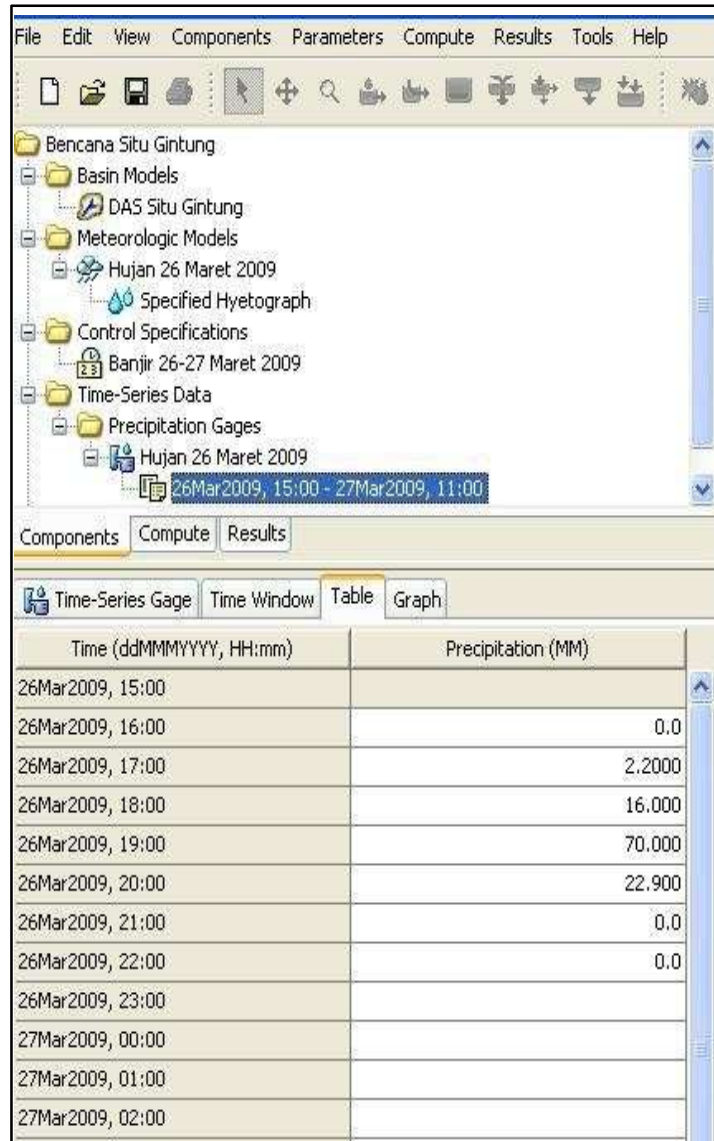 File Edit View Components Parameters Compute Results Tools Help
Bencana Situ Gintung
Basin Models
DAS Situ Gintung
Meteorologic Models
Hujan 26 Maret 2009
Specified Hyetograph
Control Specifications
Banjir 26-27 Maret 2009
Time-Series Data
Precipitation Gages
Hujan 26 Maret 2009
26Mar2009, 15:00 - 27Mar2009, 11:00
Components Compute Results
Time-Series Gage Time Window Table Graph
Time (ddMMMYYYY, HH:mm) Precipitation (MM)
26Mar2009, 15:00
26Mar2009, 16:00 0.0
26Mar2009, 17:00 2.2000
26Mar2009, 18:00 16.000
26Mar2009, 19:00 70.000
26Mar2009, 20:00 22.900
26Mar2009, 21:00 0.0
26Mar2009, 22:00 0.0
26Mar2009, 23:00
27Mar2009, 00:00
27Mar2009, 01:00
27Mar2009, 02:00